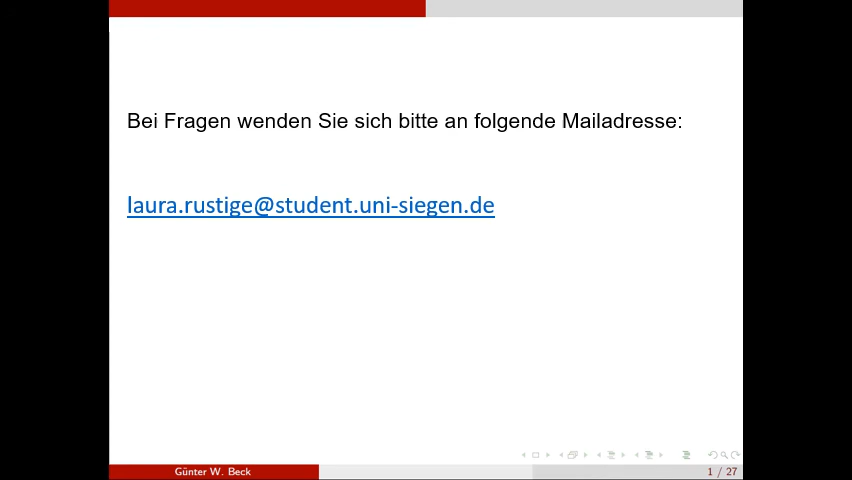 Bei Fragen wenden Sie sich bitte an folgende Mailadresse:
laura.rustige@student.uni-siegen.de
Günter W. Beck
1 / 27